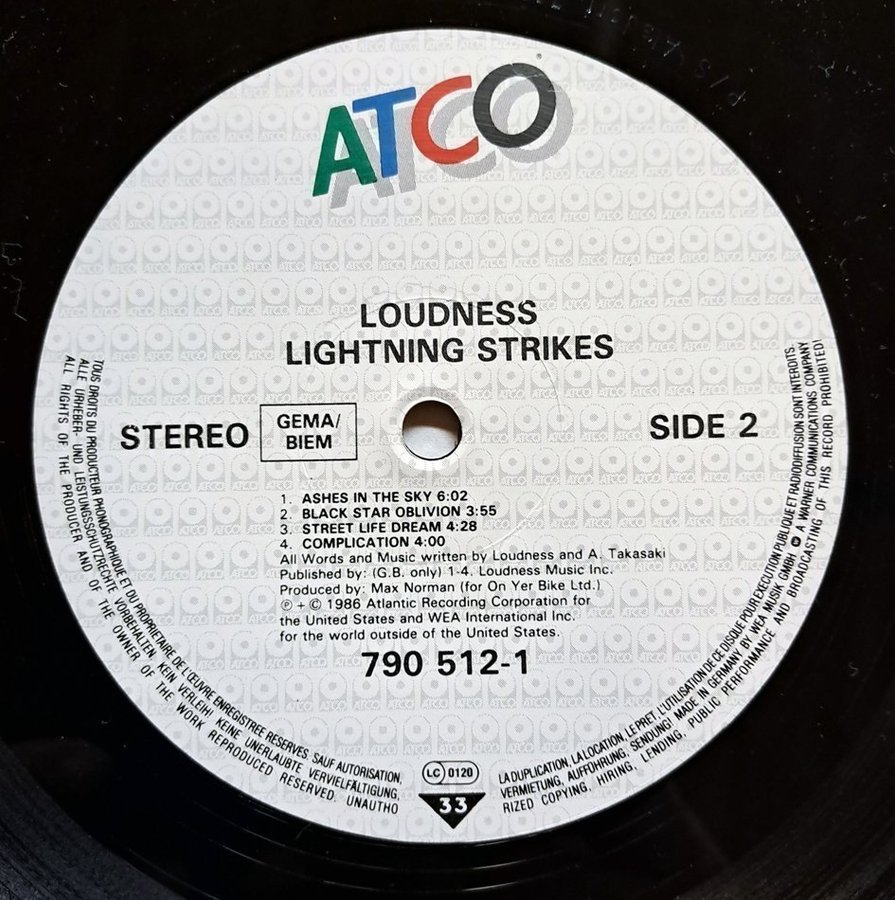 ATCO
LOUDNESS
LIGHTNING STRIKES
STEREO
GEMA/
BIEM
SIDE 2
1. ASHES IN THE SKY 6:02
2. BLACK STAR OBLIVION 3:55
3. STREET LIFE DREAM 4:28
4. COMPLICATION 4:00
All Words and Music written by Loudness and A. Takasaki
Published by: (G.B. only) 1-4. Loudness Music Inc.
Produced by: Max Norman (for On Yer Bike Ltd.)
℗ + © 1986 Atlantic Recording Corporation for
the United States and WEA International Inc.
for the world outside of the United States.
790 512-1
TOUS DROITS DU PRODUCTEUR PHONOGRAPHIQUE ET DU PROPRIETAIRE DE L'ŒUVRE ENREGISTREE RESERVES. SAUF AUTORISATION, LA DUPLICATION, LA LOCATION, LE PRET, L'UTILISATION DE CE DISQUE POUR EXECUTION PUBLIQUE ET RADIODIFFUSION SONT INTERDITS.
ALLE URHEBER- UND LEISTUNGSSCHUTZRECHTE VORBEHALTEN. KEIN VERLEIH! KEINE UNERLAUBTE VERVIELFÄLTIGUNG, VERMIETUNG, AUFFÜHRUNG, SENDUNG! MADE IN GERMANY BY WEA MUSIK GMBH A WARNER COMMUNICATIONS COMPANY
ALL RIGHTS OF THE PRODUCER AND OF THE OWNER OF THE WORK REPRODUCED RESERVED. UNAUTHORIZED COPYING, HIRING, LENDING, PUBLIC PERFORMANCE AND BROADCASTING OF THIS RECORD PROHIBITED!
LC 0120
33